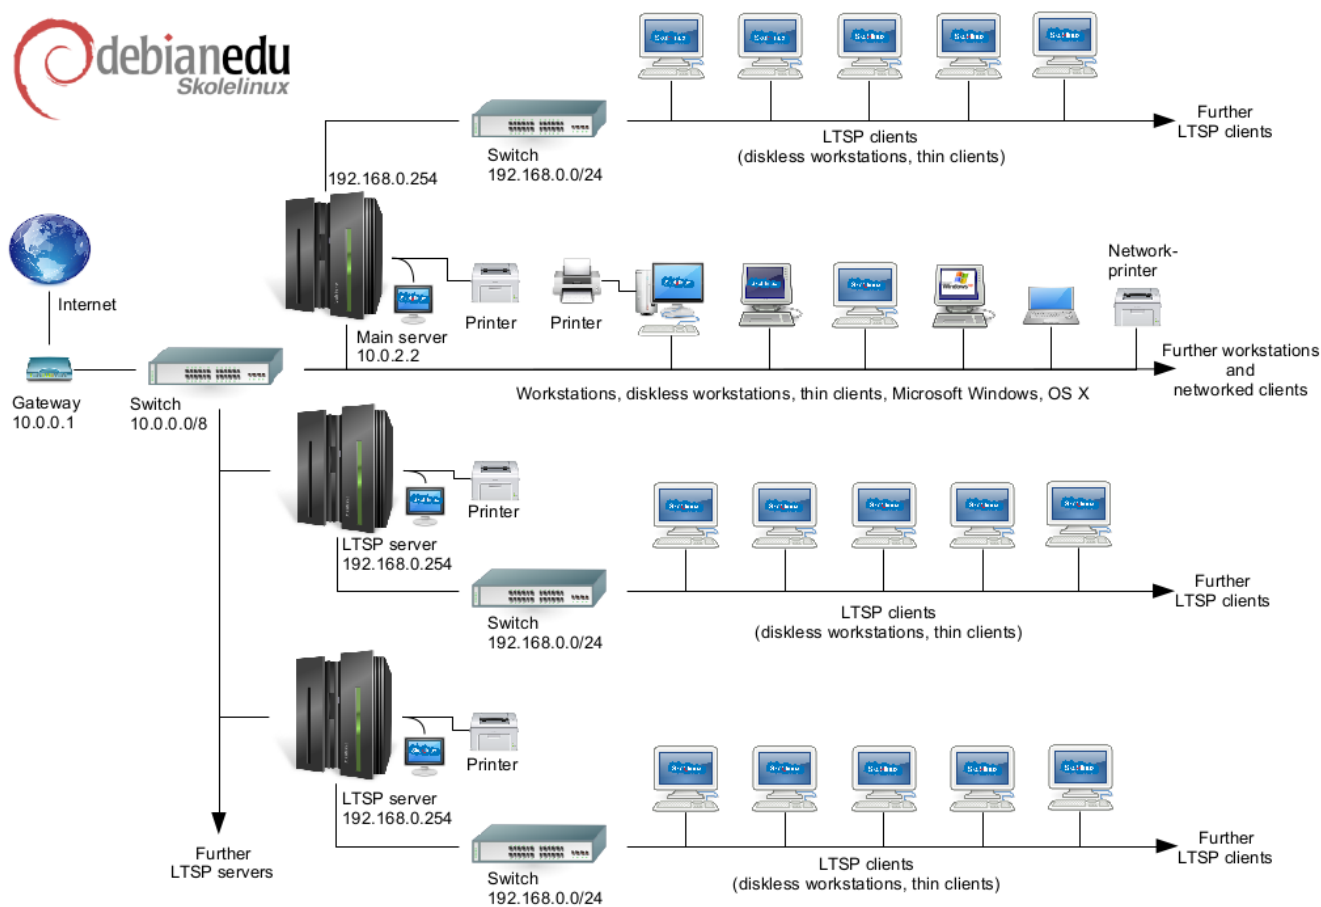 debianedu
Skolelinux
Further
LTSP clients
LTSP clients
(diskless workstations, thin clients)
Switch
192.168.0.0/24
192.168.0.254
Internet
Network-
printer
Printer
Printer
Main server
10.0.2.2
Windows
Gateway
10.0.0.1
Switch
10.0.0.0/8
Further workstations
and
networked clients
Workstations, diskless workstations, thin clients, Microsoft Windows, OS X
Printer
LTSP server
192.168.0.254
Switch
192.168.0.0/24
LTSP clients
(diskless workstations, thin clients)
Further
LTSP clients
Printer
LTSP server
192.168.0.254
Switch
192.168.0.0/24
LTSP clients
(diskless workstations, thin clients)
Further
LTSP clients
Further
LTSP servers